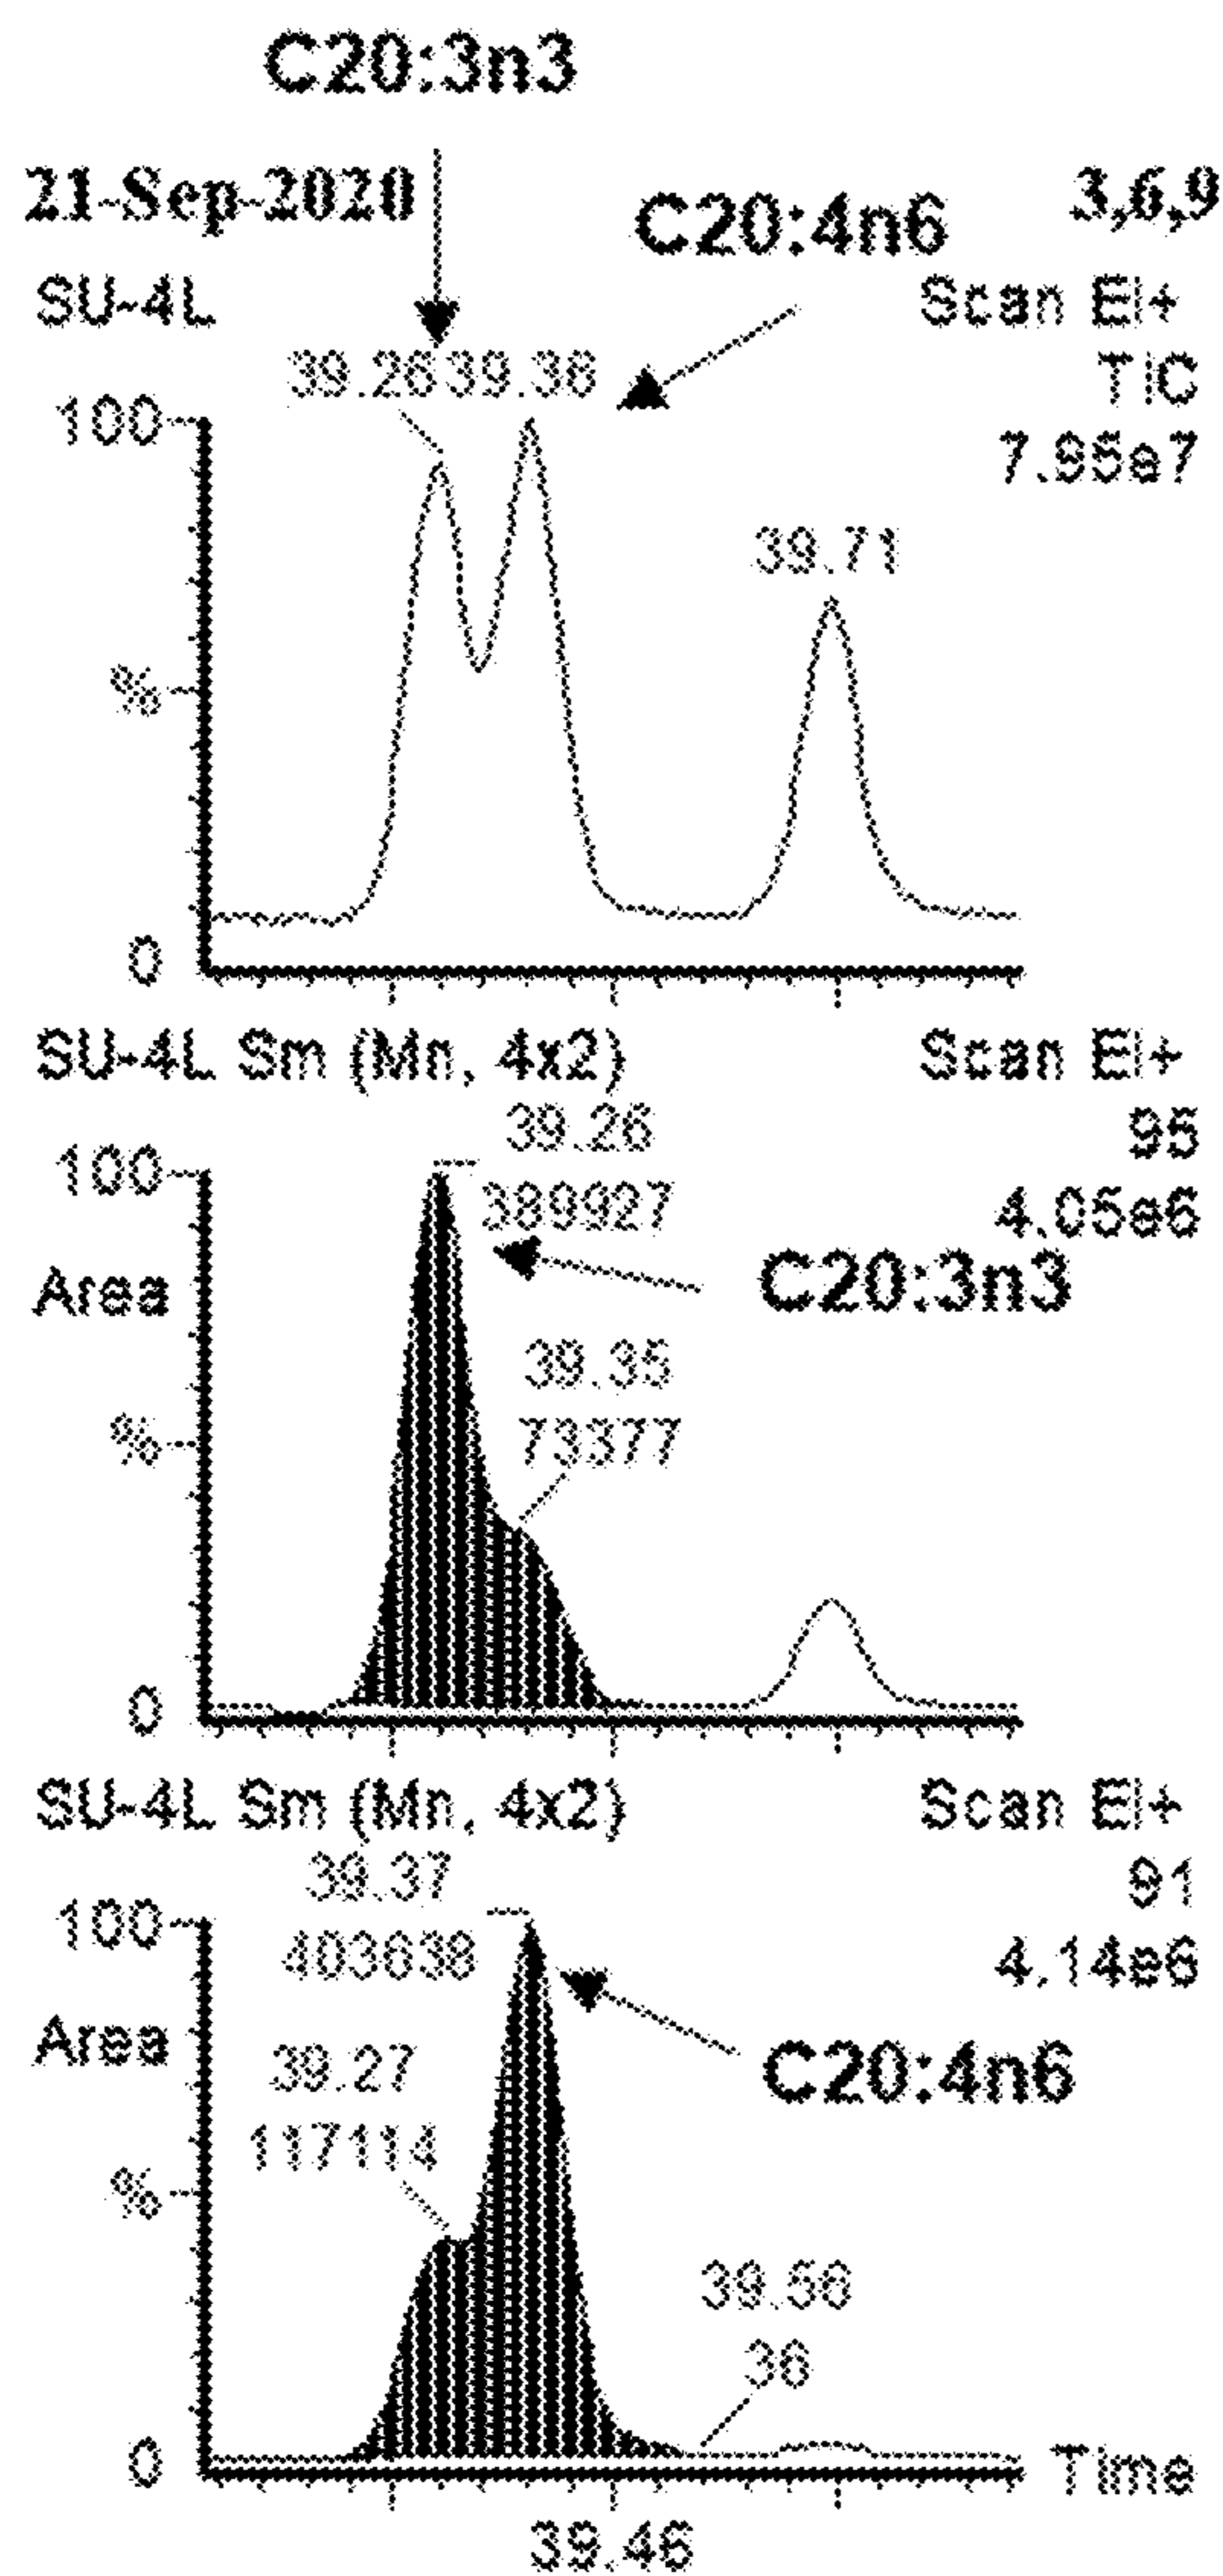 C20:3n3
21-Sep-2020 3,6,9
C20:4n6
SU-4L Scan EI+
39.26 39.36 TIC
100 7.95e7
39.71
%
0
SU-4L Sm (Mn, 4x2) Scan EI+
39.26 95
100 389927 4.05e6
C20:3n3
Area
39.35
73377
%
0
SU-4L Sm (Mn, 4x2) Scan EI+
39.37 91
100 403638 4.14e6
Area
39.27 C20:4n6
117114
%
39.56
36
0 Time
39.46